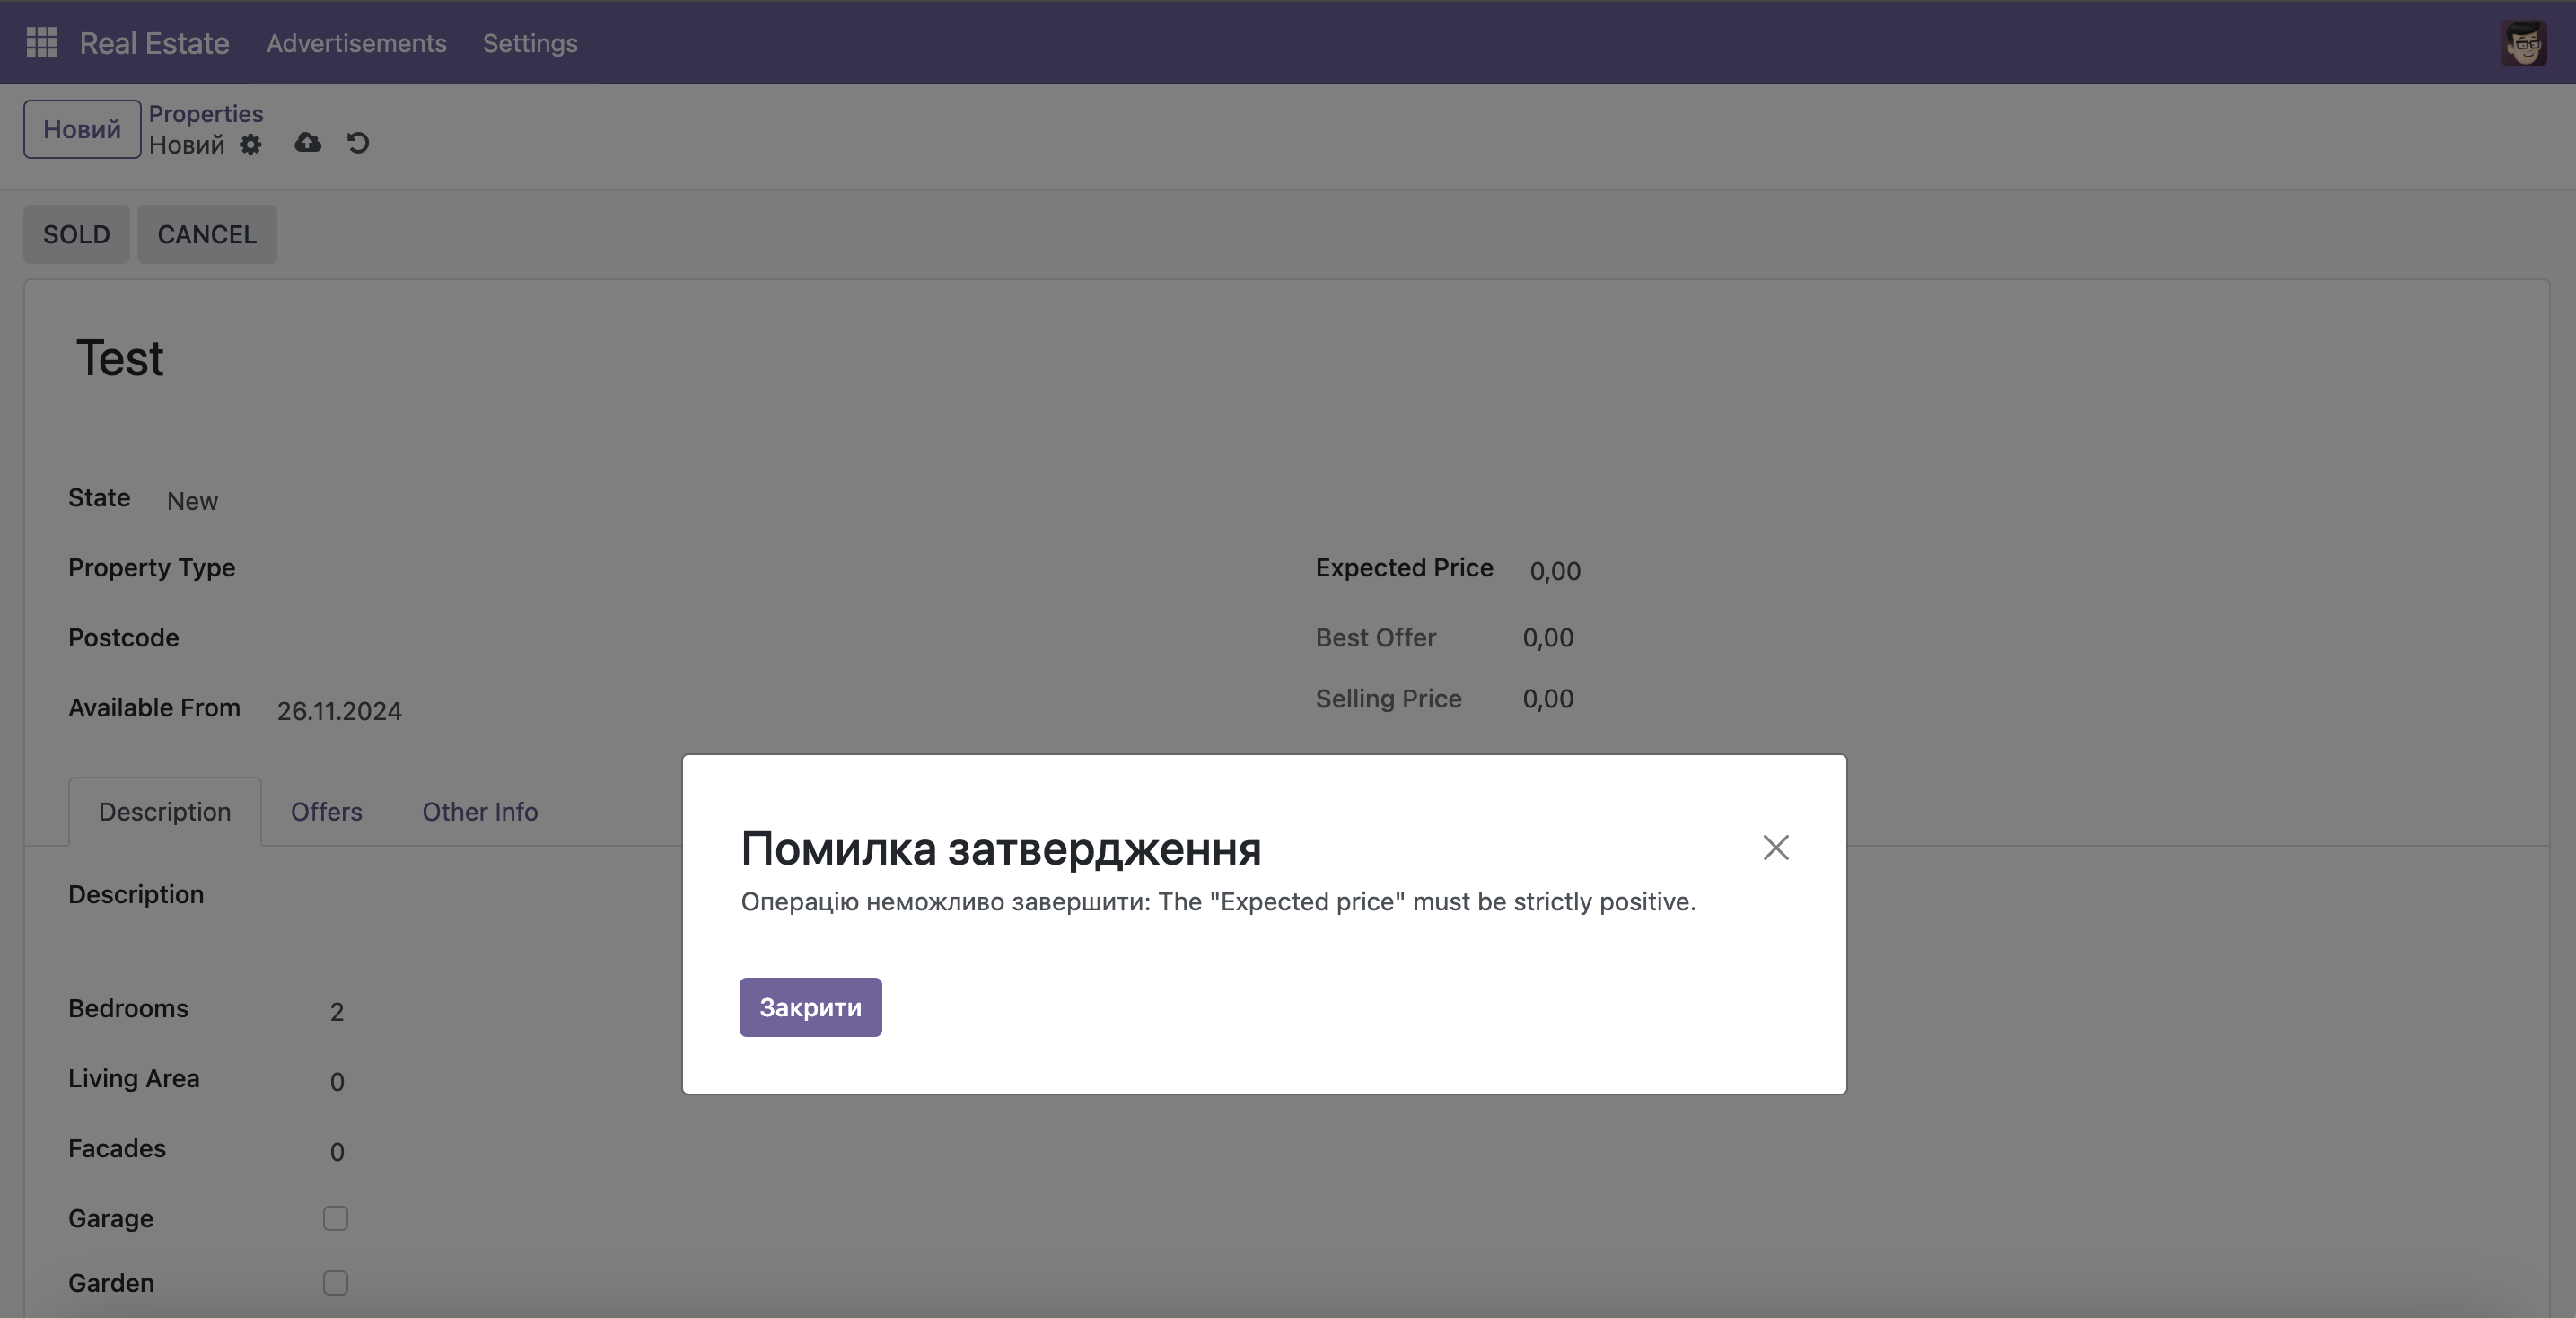 Real Estate Advertisements Settings
Новий
Properties
Новий
SOLD CANCEL
Test
State New
Property Type
Expected Price 0,00
Postcode
Best Offer 0,00
Available From 26.11.2024
Selling Price 0,00
Description Offers Other Info
Помилка затвердження
Операцію неможливо завершити: The "Expected price" must be strictly positive.
Закрити
Description
Bedrooms 2
Living Area 0
Facades 0
Garage
Garden